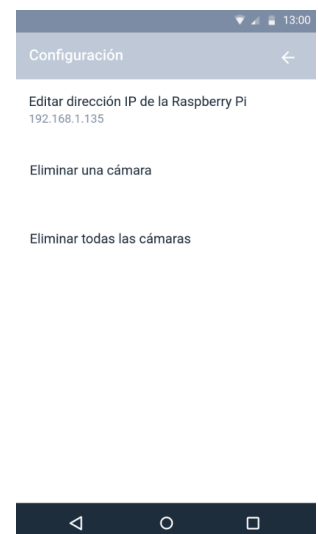 13:00
Configuración
Editar dirección IP de la Raspberry Pi
192.168.1.135
Eliminar una cámara
Eliminar todas las cámaras